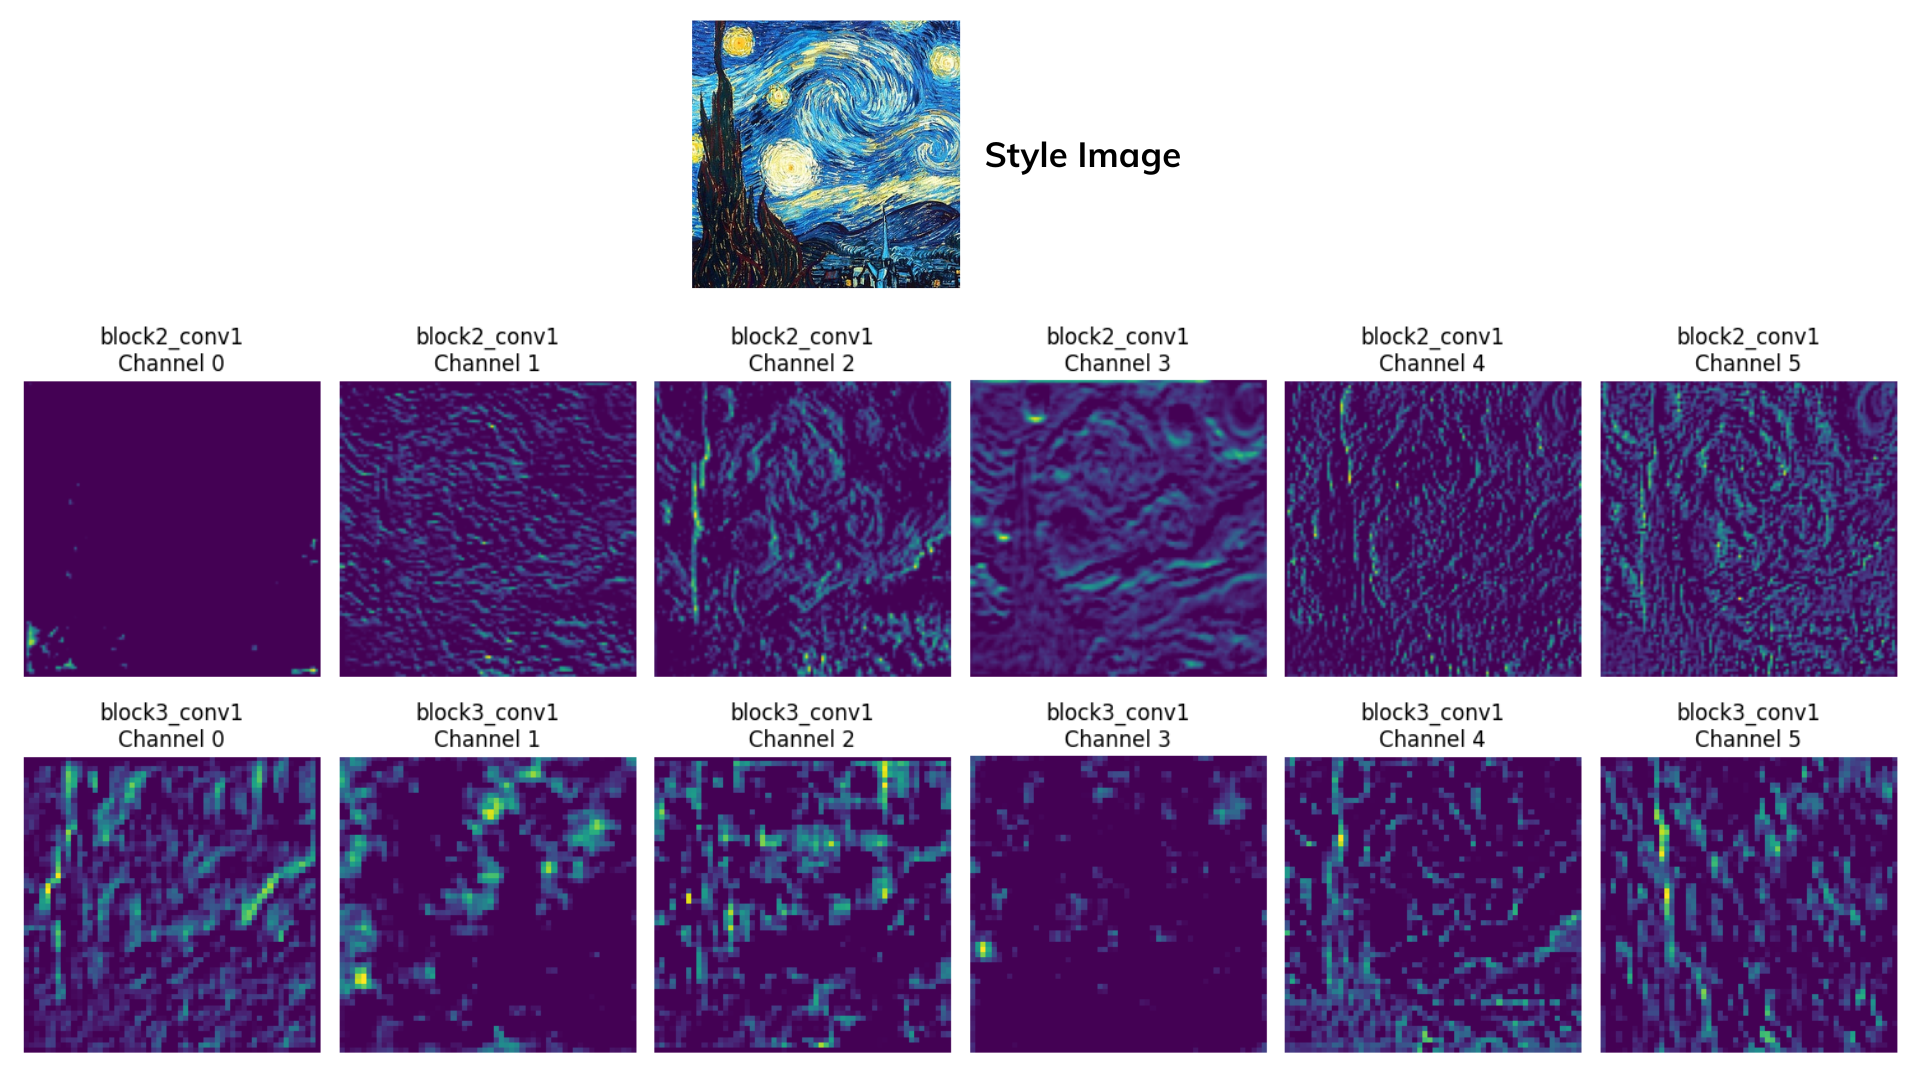 Style Image
block2_conv1
Channel 0
block2_conv1
Channel 1
block2_conv1
Channel 2
block2_conv1
Channel 3
block2_conv1
Channel 4
block2_conv1
Channel 5
block3_conv1
Channel 0
block3_conv1
Channel 1
block3_conv1
Channel 2
block3_conv1
Channel 3
block3_conv1
Channel 4
block3_conv1
Channel 5